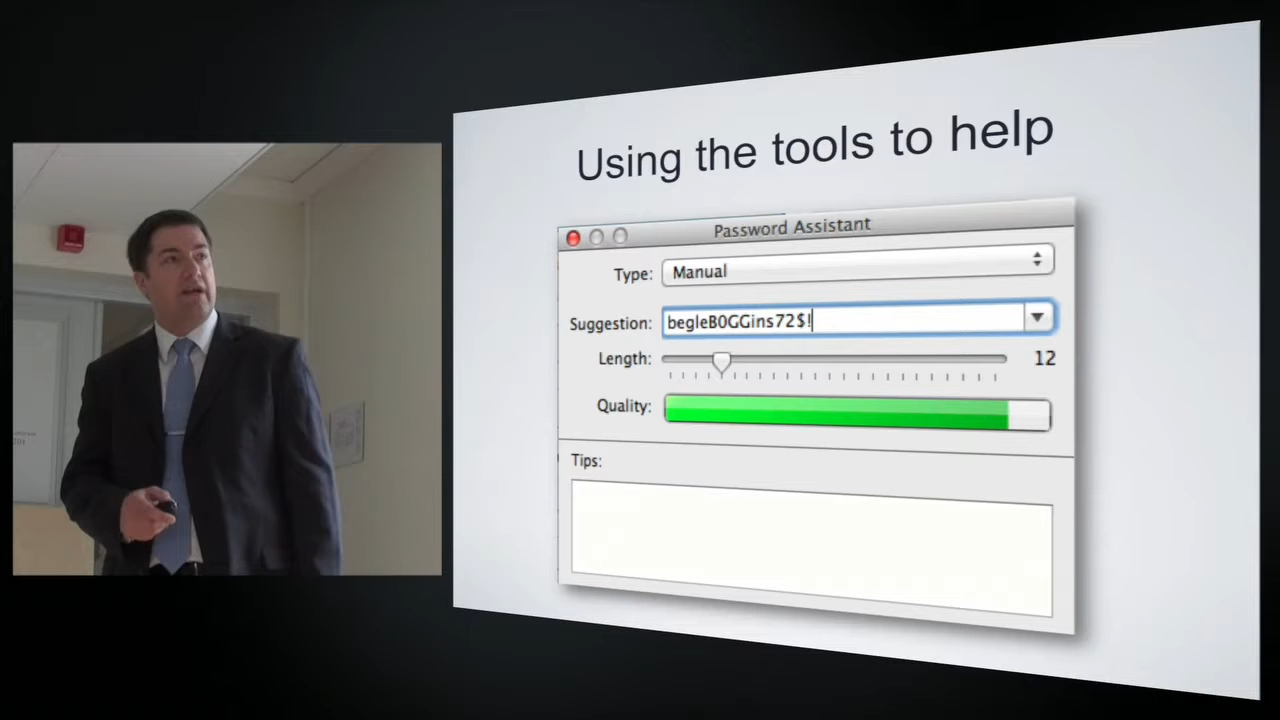 Using the tools to help
Password Assistant
Type: Manual
Suggestion: begleB0GGins72$!
Length: 12
Quality:
Tips: